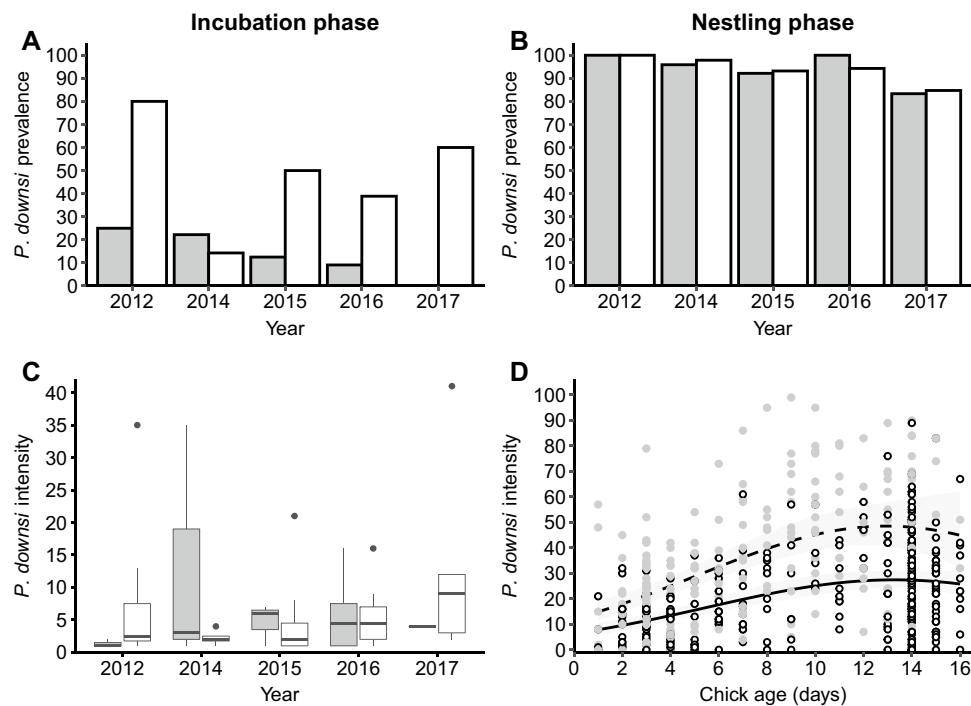 Incubation phase
A
100
90
80
70
60
50
40
30
20
10
0
P. downsi prevalence
2012 2014 2015 2016 2017
Year
Nestling phase
B
100
90
80
70
60
50
40
30
20
10
0
P. downsi prevalence
2012 2014 2015 2016 2017
Year
C
40
35
30
25
20
15
10
5
0
P. downsi intensity
2012 2014 2015 2016 2017
Year
D
100
90
80
70
60
50
40
30
20
10
0
P. downsi intensity
0 2 4 6 8 10 12 14 16
Chick age (days)